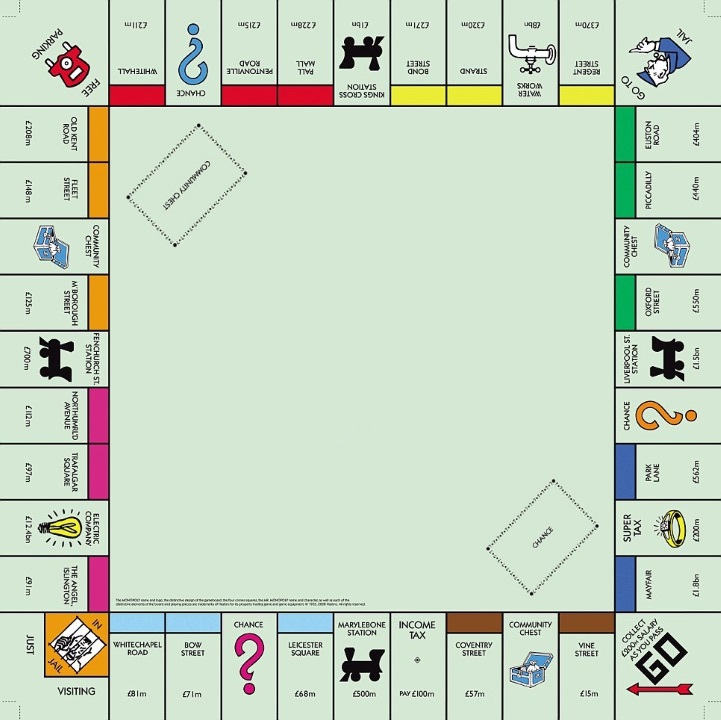 FREE
PARKING
WHITEHALL
£211m
CHANCE
PENTONVILLE
ROAD
£215m
PALL
MALL
£228m
KINGS CROSS
STATION
£1bn
BOND
STREET
£271m
STRAND
£320m
WATER
WORKS
£8bn
REGENT
STREET
£370m
GO TO
JAIL
EUSTON
ROAD
£404m
PICCADILLY
£440m
COMMUNITY
CHEST
OXFORD
STREET
£550m
LIVERPOOL ST.
STATION
£1.5bn
CHANCE
PARK
LANE
£562m
SUPER
TAX
£200m
MAYFAIR
£1.8bn
COLLECT
£200m SALARY
AS YOU PASS
GO
VINE
STREET
£15m
COMMUNITY
CHEST
COVENTRY
STREET
£57m
INCOME
TAX
PAY £100m
MARYLEBONE
STATION
£500m
LEICESTER
SQUARE
£68m
CHANCE
BOW
STREET
£71m
WHITECHAPEL
ROAD
£81m
IN
JAIL
JUST
VISITING
THE ANGEL,
ISLINGTON
£91m
ELECTRIC
COMPANY
£12.4bn
TRAFALGAR
SQUARE
£97m
NORTHUMRL'D
AVENUE
£112m
FENCHURCH ST.
STATION
£700m
M'BOROUGH
STREET
£125m
COMMUNITY
CHEST
FLEET
STREET
£148m
OLD KENT
ROAD
£208m
COMMUNITY CHEST
CHANCE